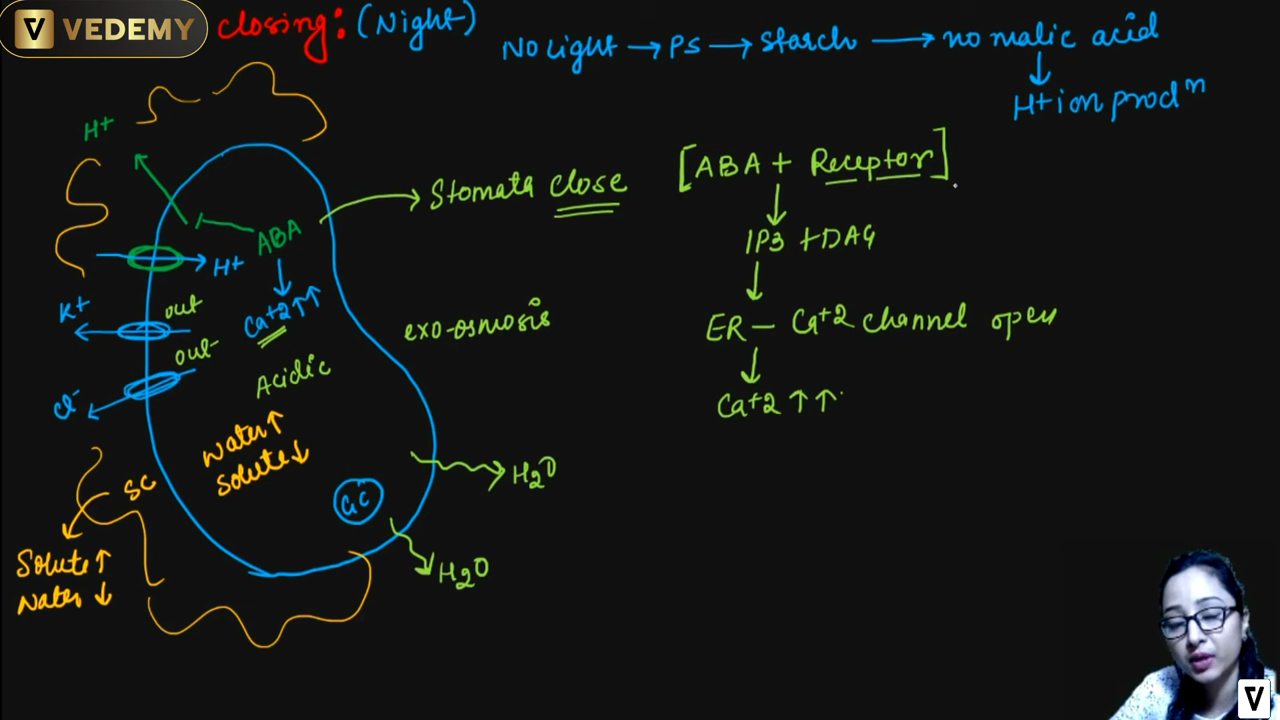 V VEDEMY
closing: (Night)
No light → PS → Starch → no malic acid
↓
H+ ion prodⁿ
H+
[ABA + Receptor]
Stomata close
↓
ABA
IP3 + DAG
H+
↓
K+
out
Ca+2 ↑↑
exo-osmosis
ER - Ca+2 channel open
out
↓
Cl-
Acidic
Ca+2 ↑↑
Water ↑
Solute ↓
H2O
SC
GC
Solute ↑
H2O
Water ↓
V